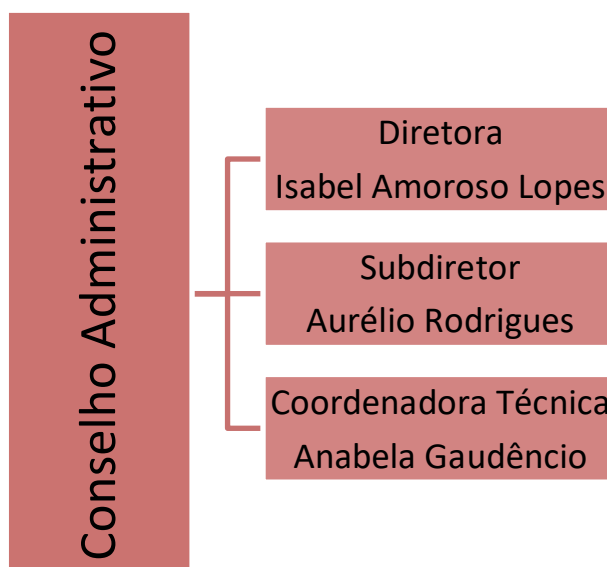 Conselho Administrativo
Diretora
Isabel Amoroso Lopes
Subdiretor
Aurélio Rodrigues
Coordenadora Técnica
Anabela Gaudêncio